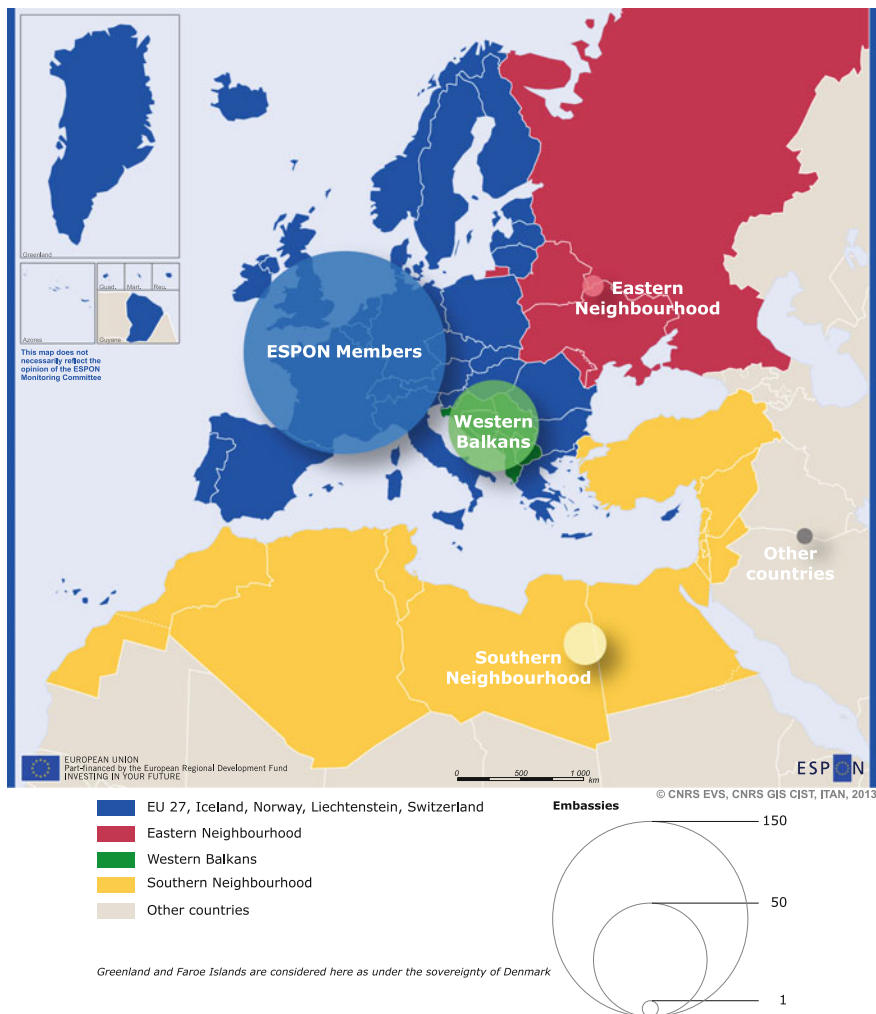 Greenland
Azores
Guad.
Mart.
Reu.
Guyane
This map does not
necessarily reflect the
opinion of the ESPON
Monitoring Committee
ESPON Members
Eastern
Neighbourhood
Western
Balkans
Other
countries
Southern
Neighbourhood
EUROPEAN UNION
Part-financed by the European Regional Development Fund
INVESTING IN YOUR FUTURE
0 500 1 000
km
ESPON
© CNRS EVS, CNRS GIS CIST, ITAN, 2013
EU 27, Iceland, Norway, Liechtenstein, Switzerland
Eastern Neighbourhood
Western Balkans
Southern Neighbourhood
Other countries
Embassies
150
50
1
Greenland and Faroe Islands are considered here as under the sovereignty of Denmark